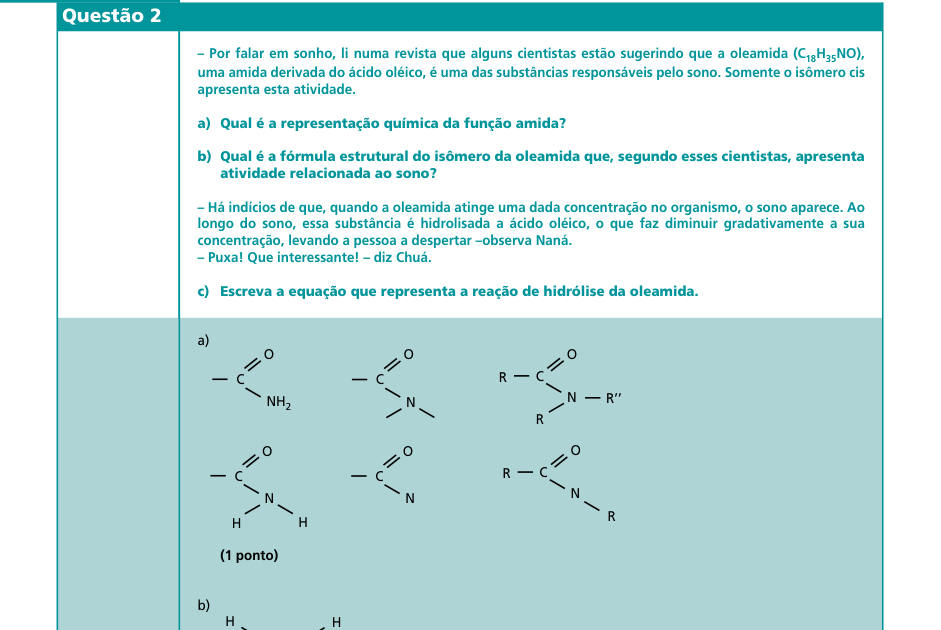 Questão 2
– Por falar em sonho, li numa revista que alguns cientistas estão sugerindo que a oleamida (C₁₈H₃₅NO),
uma amida derivada do ácido oléico, é uma das substâncias responsáveis pelo sono. Somente o isômero cis
apresenta esta atividade.
a) Qual é a representação química da função amida?
b) Qual é a fórmula estrutural do isômero da oleamida que, segundo esses cientistas, apresenta
atividade relacionada ao sono?
– Há indícios de que, quando a oleamida atinge uma dada concentração no organismo, o sono aparece. Ao
longo do sono, essa substância é hidrolisada a ácido oléico, o que faz diminuir gradativamente a sua
concentração, levando a pessoa a despertar –observa Naná.
– Puxa! Que interessante! – diz Chuá.
c) Escreva a equação que representa a reação de hidrólise da oleamida.
a)
O O O
C C R C
NH₂ N N R’’
R
O O O
C C R C
N N N
H H R
(1 ponto)
b)
H H